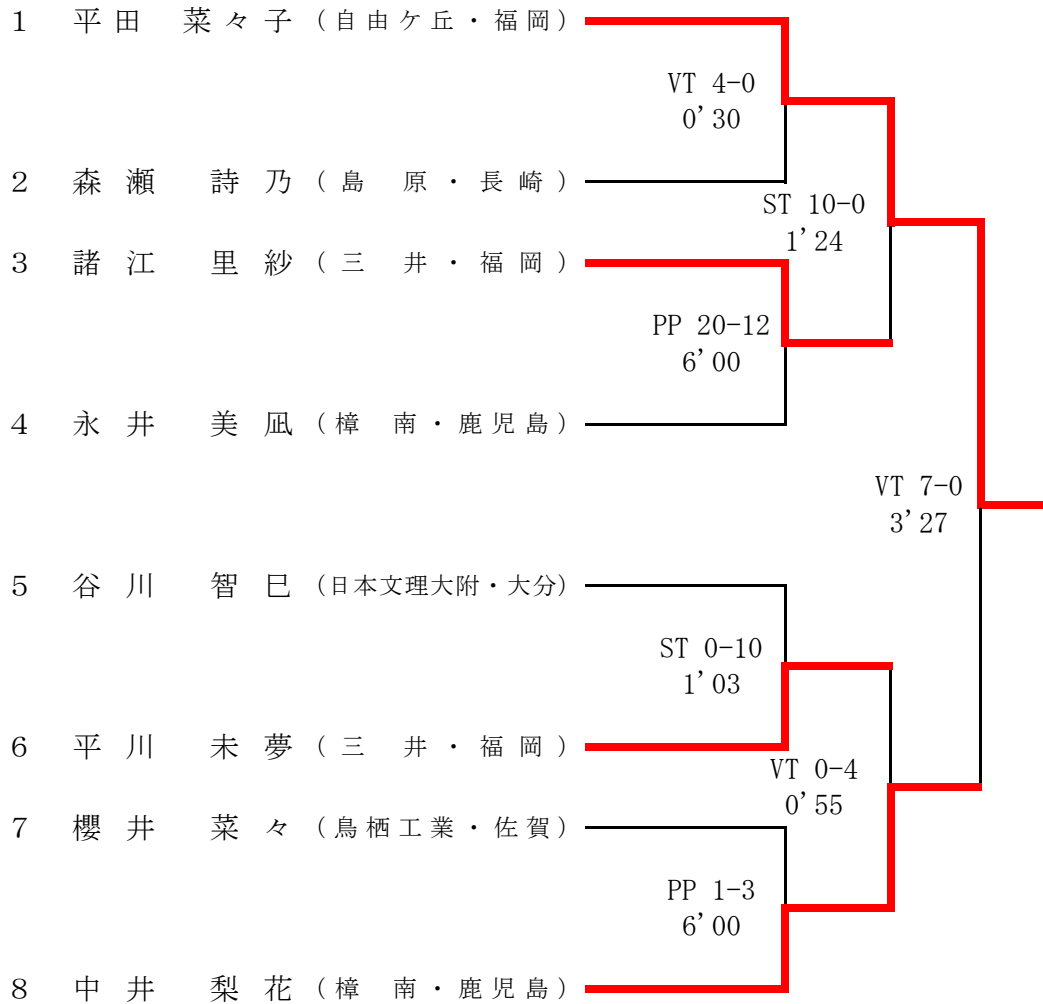 1 平田 菜々子 (自由ケ丘・福岡)
VT 4-0
0’30
2 森瀬 詩乃 (島 原・長崎)
ST 10-0
1’24
3 諸江 里紗 (三 井・福岡)
PP 20-12
6’00
4 永井 美凪 (樟 南・鹿児島)
VT 7-0
3’27
5 谷川 智巳 (日本文理大附・大分)
ST 0-10
1’03
6 平川 未夢 (三 井・福岡)
VT 0-4
0’55
7 櫻井 菜々 (鳥栖工業・佐賀)
PP 1-3
6’00
8 中井 梨花 (樟 南・鹿児島)